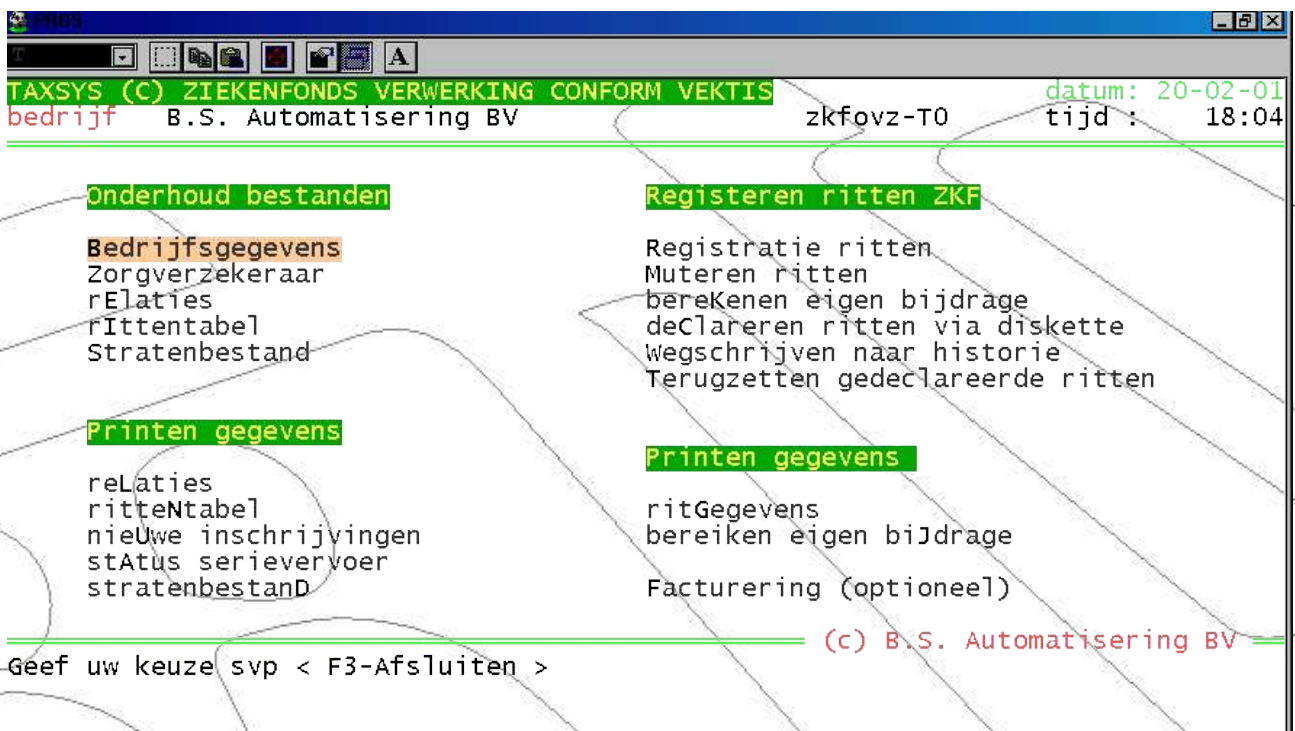 TAXSYS (C) ZIEKENFONDS VERWERKING CONFORM VEKTIS datum: 20-02-01
bedrijf B.S. Automatisering BV zkfovz-T0 tijd : 18:04
Onderhoud bestanden
Bedrijfsgegevens
Zorgverzekeraar
rElaties
rIttentabel
Stratenbestand
Printen gegevens
reLaties
ritteNtabel
nieUwe inschrijvingen
stAtus serievervoer
stratenbestanD
Registeren ritten ZKF
Registratie ritten
Muteren ritten
bereKenen eigen bijdrage
deClareren ritten via diskette
Wegschrijven naar historie
Terugzetten gedeclareerde ritten
Printen gegevens
ritGegevens
bereiken eigen biJdrage
Facturering (optioneel)
(c) B.S. Automatisering BV
Geef uw keuze svp < F3-Afsluiten >